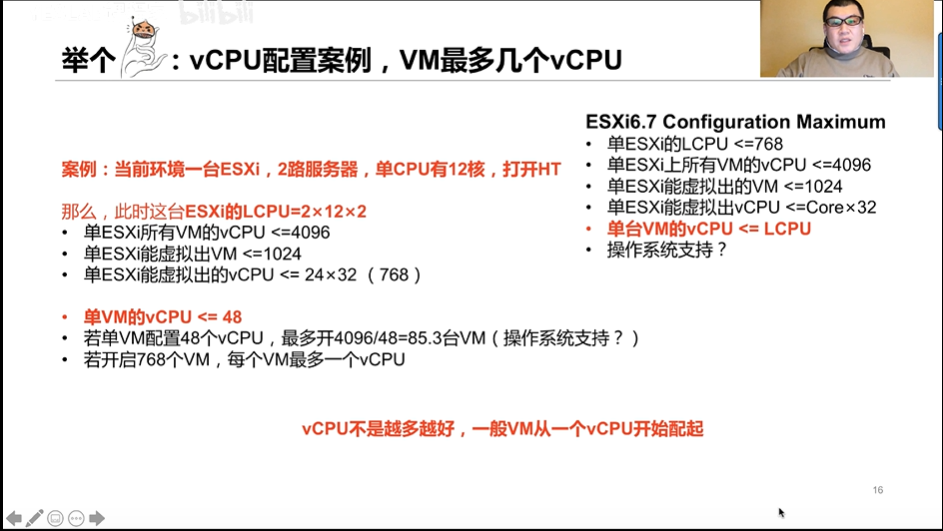 bilibili
举个 ：vCPU配置案例，VM最多几个vCPU
ESXi6.7 Configuration Maximum
• 单ESXi的LCPU <=768
• 单ESXi上所有VM的vCPU <=4096
• 单ESXi能虚拟出的VM <=1024
• 单ESXi能虚拟出vCPU <=Core×32
• 单台VM的vCPU <= LCPU
• 操作系统支持？
案例：当前环境一台ESXi，2路服务器，单CPU有12核，打开HT
那么，此时这台ESXi的LCPU=2×12×2
• 单ESXi所有VM的vCPU <=4096
• 单ESXi能虚拟出VM <=1024
• 单ESXi能虚拟出的vCPU <= 24×32 （768）
• 单VM的vCPU <= 48
• 若单VM配置48个vCPU，最多开4096/48=85.3台VM（操作系统支持？）
• 若开启768个VM，每个VM最多一个vCPU
vCPU不是越多越好，一般VM从一个vCPU开始配起
16